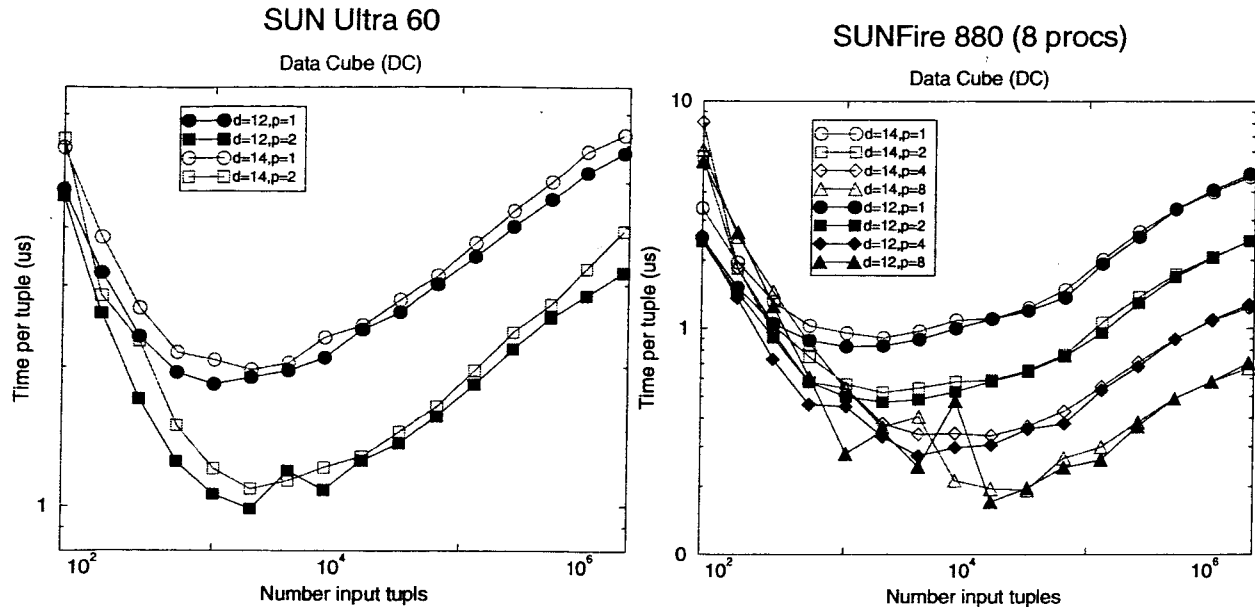 SUN Ultra 60
Data Cube (DC)
d=12,p=1
d=12,p=2
d=14,p=1
d=14,p=2
Time per tuple (us)
1
10^2
10^4
10^6
Number input tupls
SUNFire 880 (8 procs)
Data Cube (DC)
10
d=14,p=1
d=14,p=2
d=14,p=4
d=14,p=8
d=12,p=1
d=12,p=2
d=12,p=4
d=12,p=8
Time per tuple (us)
1
0
10^2
10^4
10^6
Number input tuples